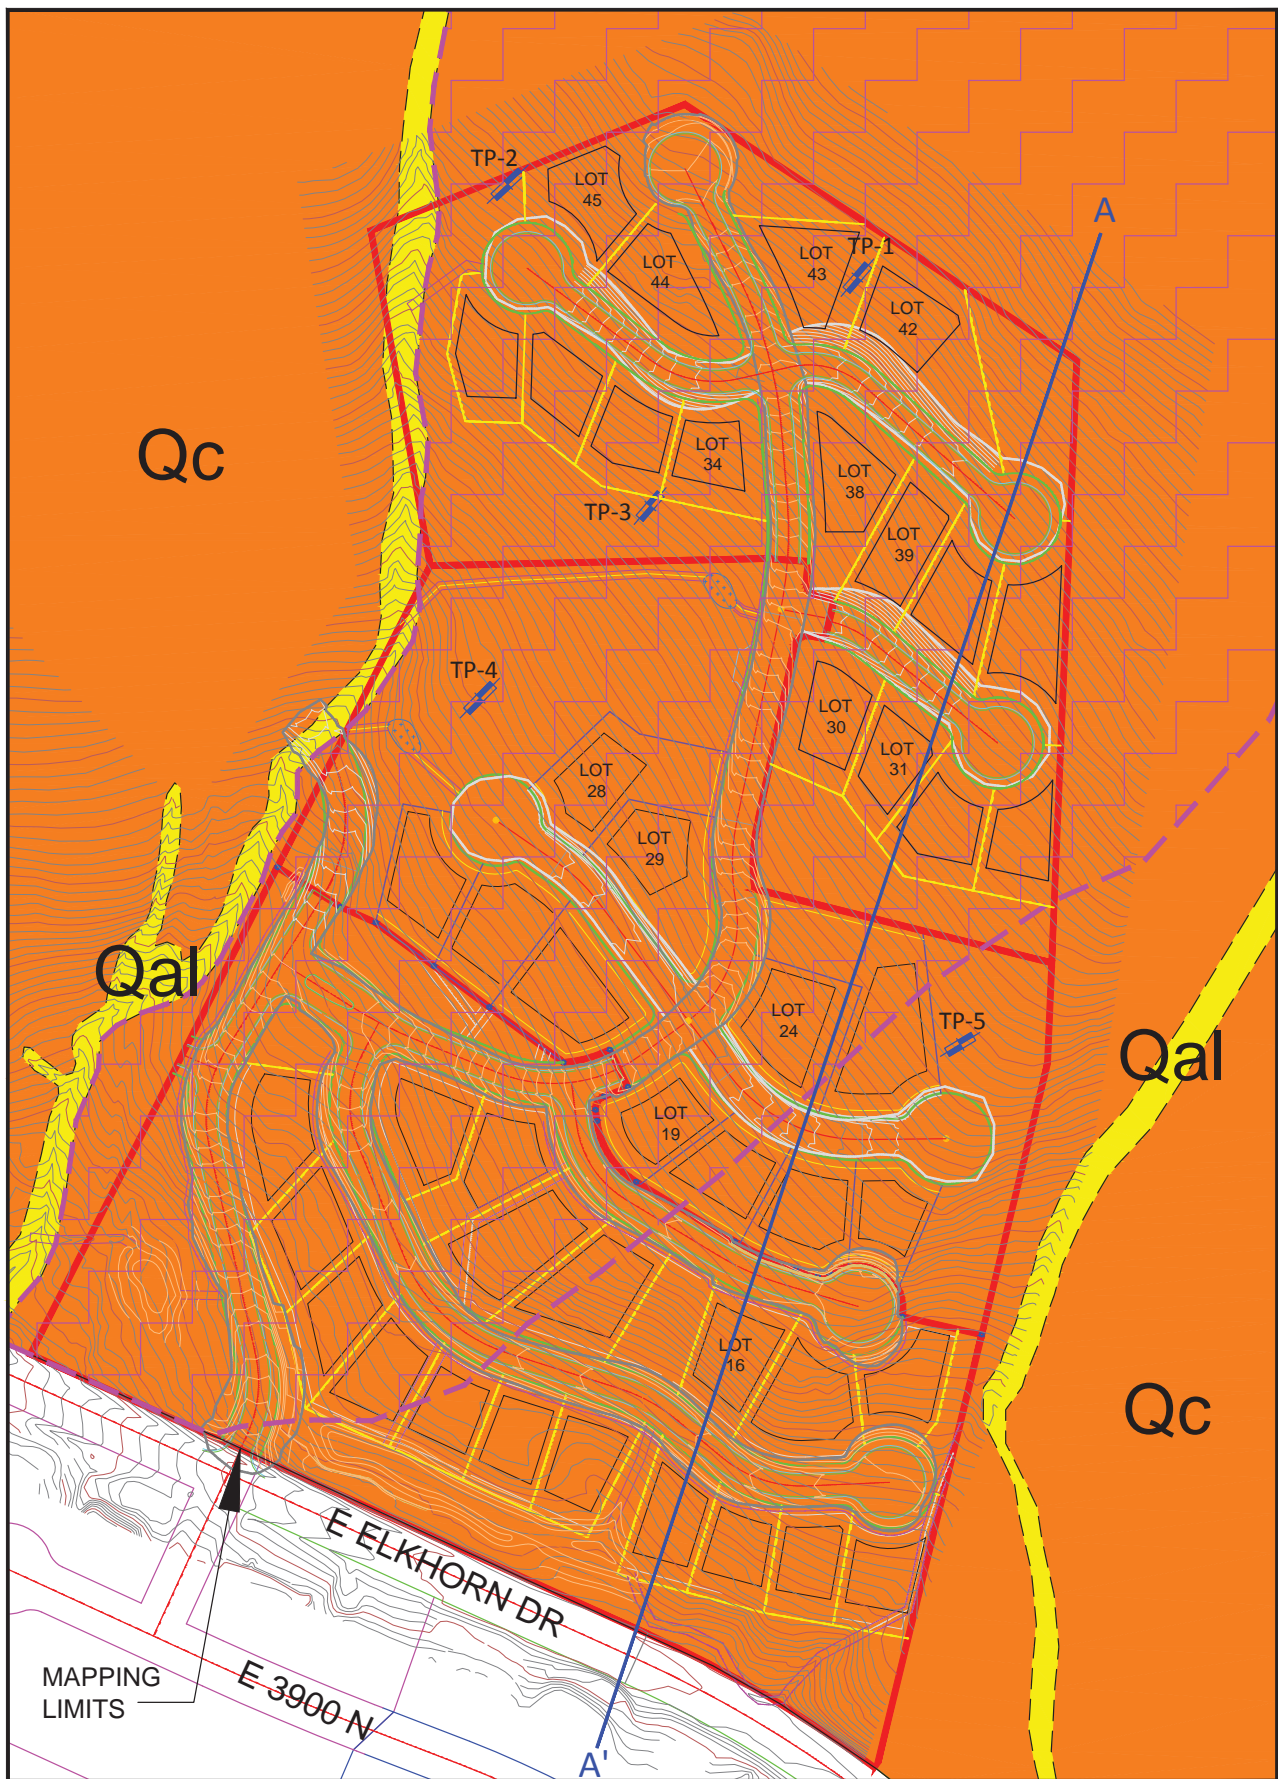 TP-2
LOT
45
A
TP-1
LOT
43
LOT
44
LOT
42
Qc
LOT
34
LOT
38
TP-3
LOT
39
TP-4
LOT
30
LOT
31
LOT
28
LOT
29
Qal
LOT
24
TP-5
Qal
LOT
19
LOT
16
Qc
E ELKHORN DR
MAPPING
LIMITS
E 3900 N
A'